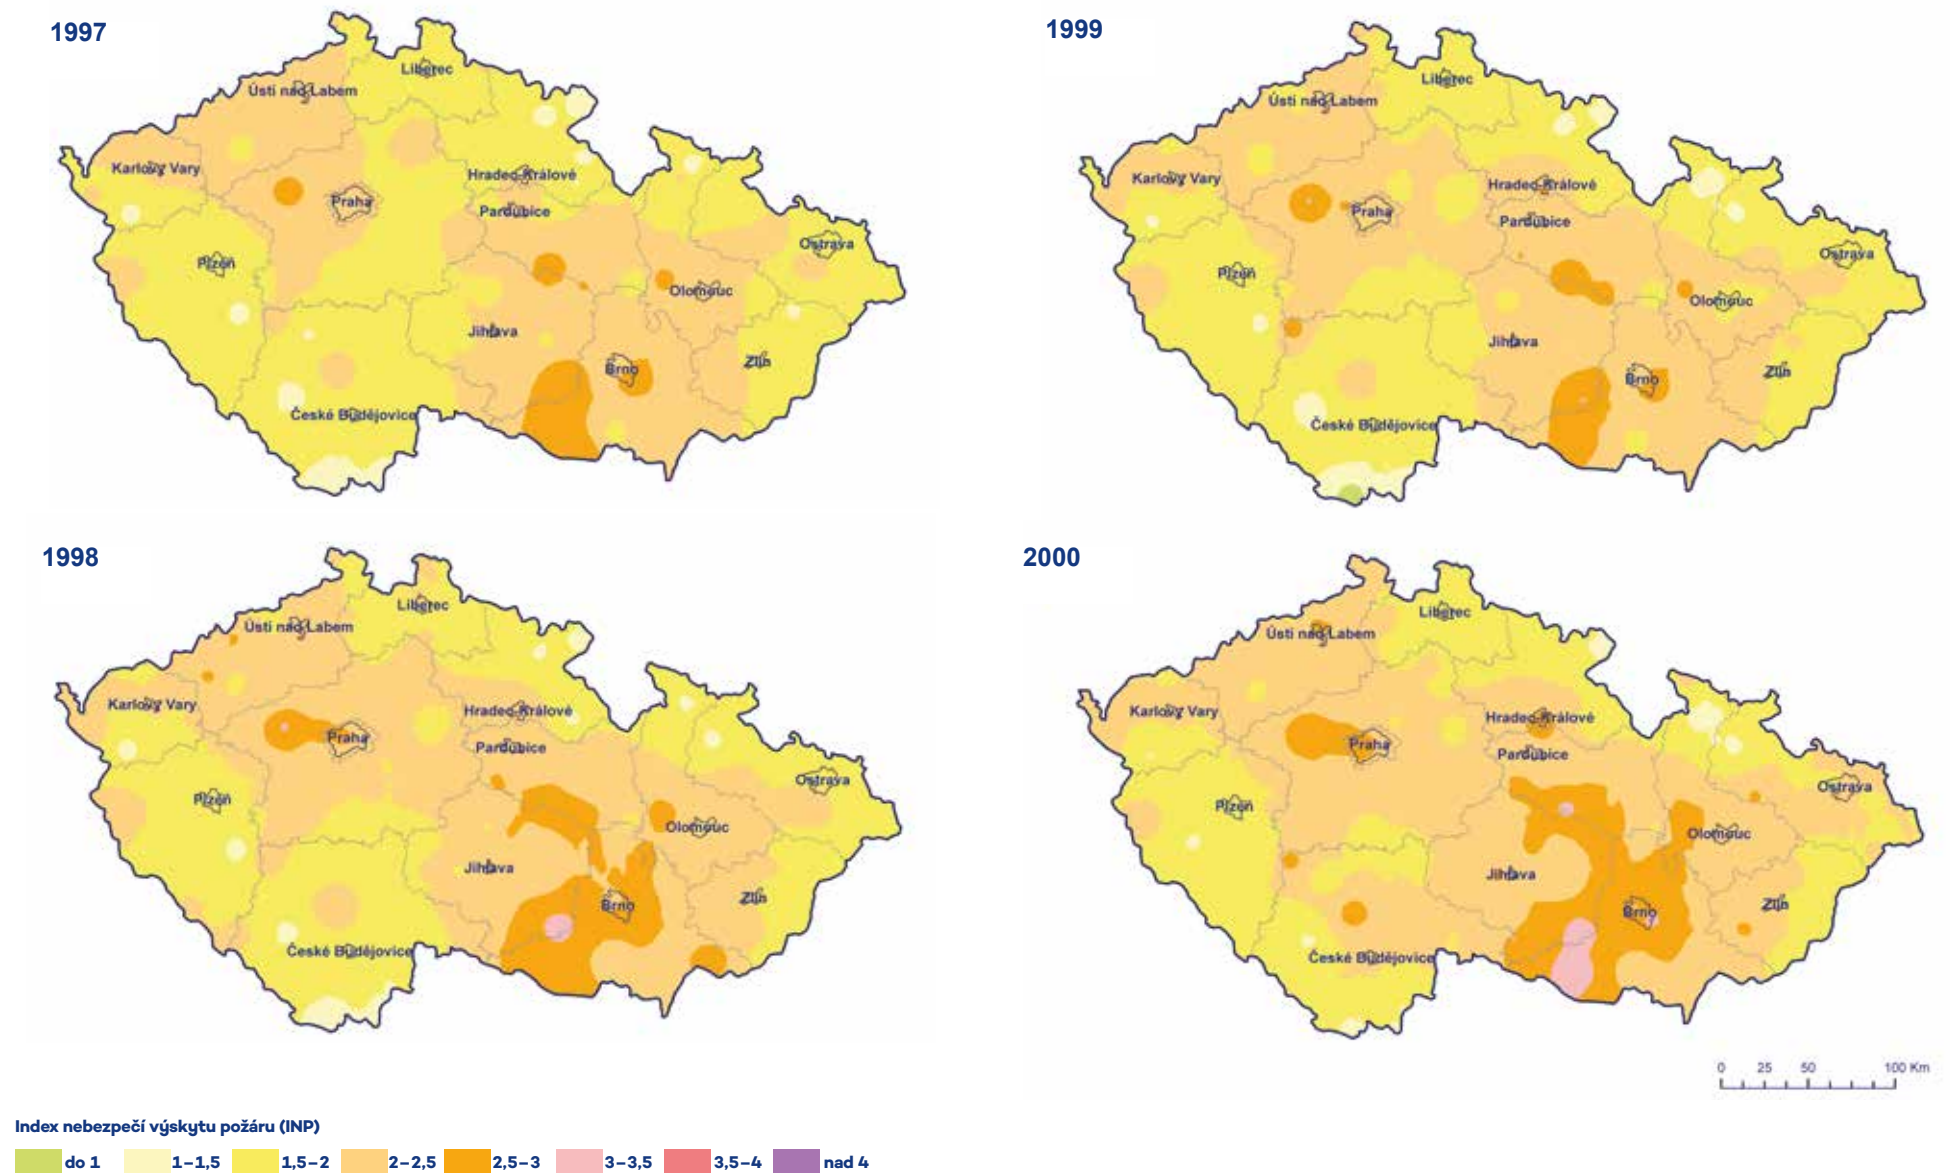 1997
Liberec
Ústí nad Labem
Karlovy Vary
Hradec Králové
Praha
Pardubice
Ostrava
Plzeň
Olomouc
Jihlava
Brno
Zlín
České Budějovice
1999
Liberec
Ústí nad Labem
Karlovy Vary
Hradec Králové
Praha
Pardubice
Ostrava
Plzeň
Olomouc
Jihlava
Brno
Zlín
České Budějovice
1998
Liberec
Ústí nad Labem
Karlovy Vary
Hradec Králové
Praha
Pardubice
Ostrava
Plzeň
Olomouc
Jihlava
Brno
Zlín
České Budějovice
2000
Liberec
Ústí nad Labem
Karlovy Vary
Hradec Králové
Praha
Pardubice
Ostrava
Plzeň
Olomouc
Jihlava
Brno
Zlín
České Budějovice
0 25 50 100 Km
Index nebezpečí výskytu požáru (INP)
do 1 1–1,5 1,5–2 2–2,5 2,5–3 3–3,5 3,5–4 nad 4